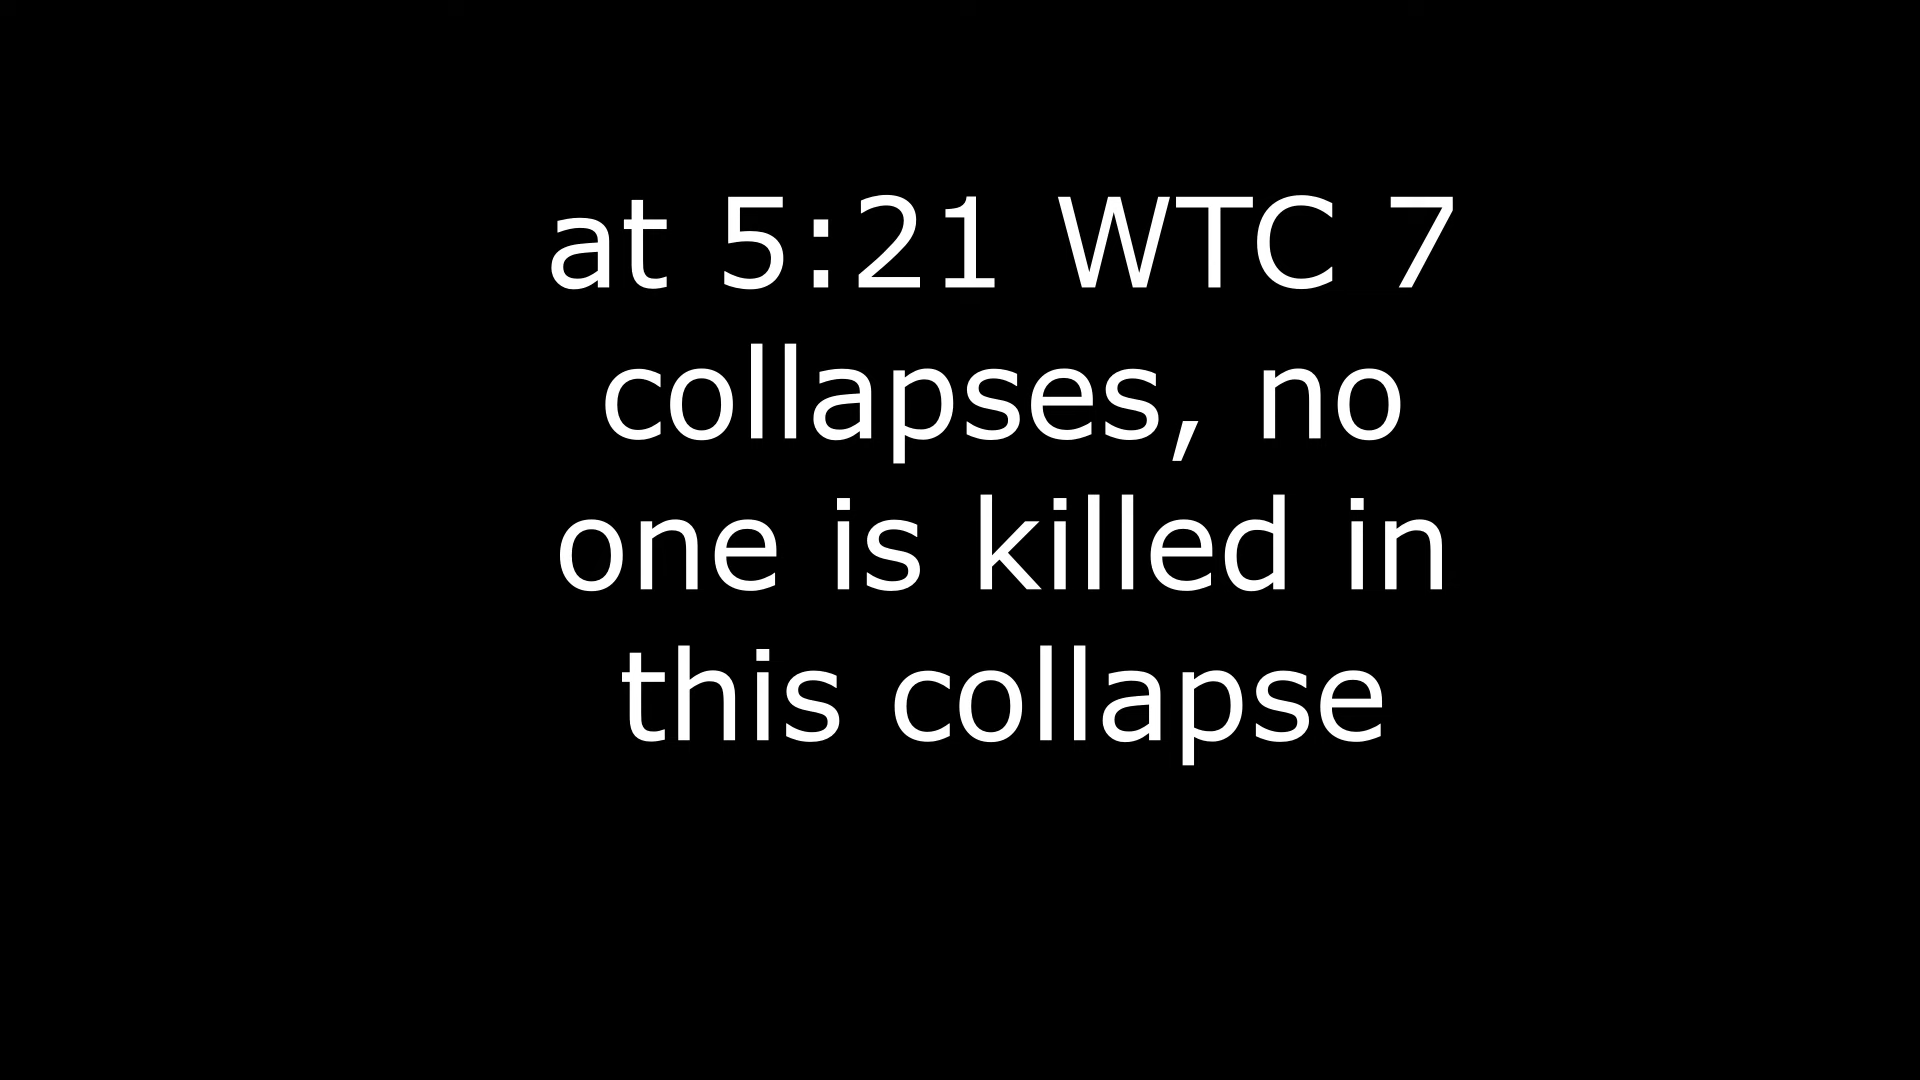 at 5:21 WTC 7
collapses, no
one is killed in
this collapse